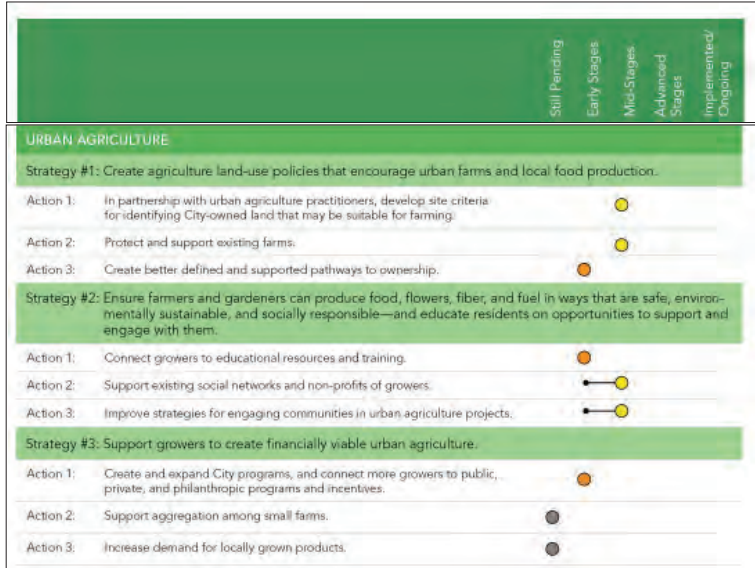 Still Pending
Early Stages
Mid-Stages
Advanced
Stages
Implemented/
Ongoing
URBAN AGRICULTURE
Strategy #1: Create agriculture land-use policies that encourage urban farms and local food production.
Action 1: In partnership with urban agriculture practitioners, develop site criteria
for identifying City-owned land that may be suitable for farming.
Action 2: Protect and support existing farms.
Action 3: Create better defined and supported pathways to ownership.
Strategy #2: Ensure farmers and gardeners can produce food, flowers, fiber, and fuel in ways that are safe, environ-
mentally sustainable, and socially responsible—and educate residents on opportunities to support and
engage with them.
Action 1: Connect growers to educational resources and training.
Action 2: Support existing social networks and non-profits of growers.
Action 3: Improve strategies for engaging communities in urban agriculture projects.
Strategy #3: Support growers to create financially viable urban agriculture.
Action 1: Create and expand City programs, and connect more growers to public,
private, and philanthropic programs and incentives.
Action 2: Support aggregation among small farms.
Action 3: Increase demand for locally grown products.